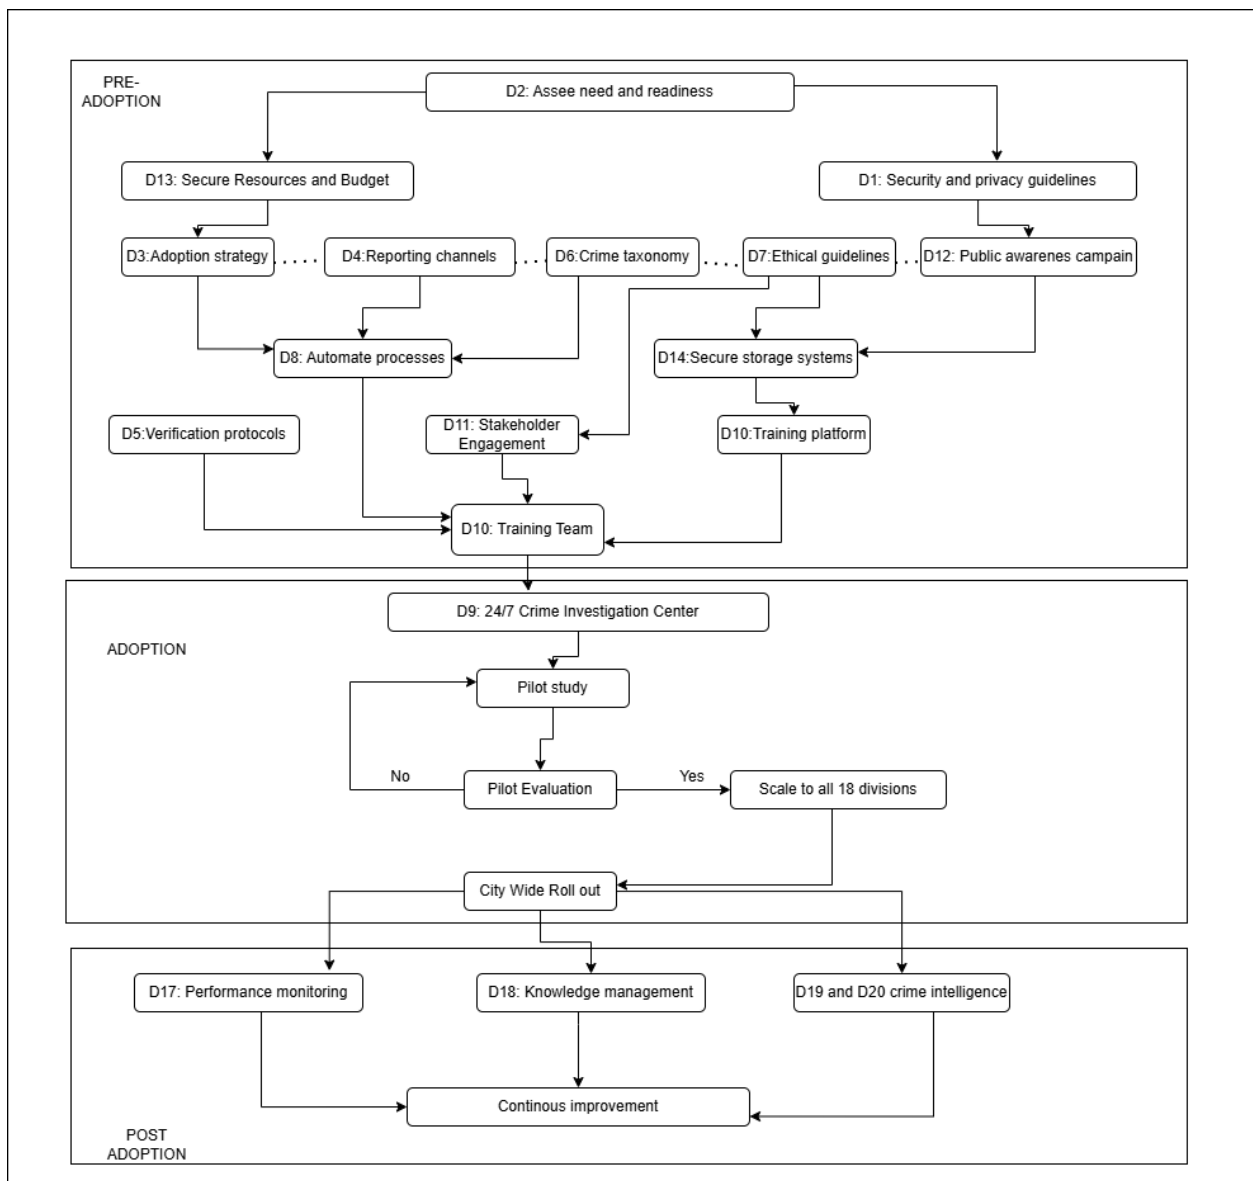 PRE-
ADOPTION
D2: Assee need and readiness
D13: Secure Resources and Budget
D1: Security and privacy guidelines
D3:Adoption strategy
D4:Reporting channels
D6:Crime taxonomy
D7:Ethical guidelines
D12: Public awarenes campain
D8: Automate processes
D14:Secure storage systems
D5:Verification protocols
D11: Stakeholder
Engagement
D10:Training platform
D10: Training Team
D9: 24/7 Crime Investigation Center
ADOPTION
Pilot study
No
Pilot Evaluation
Yes
Scale to all 18 divisions
City Wide Roll out
D17: Performance monitoring
D18: Knowledge management
D19 and D20 crime intelligence
Continous improvement
POST
ADOPTION